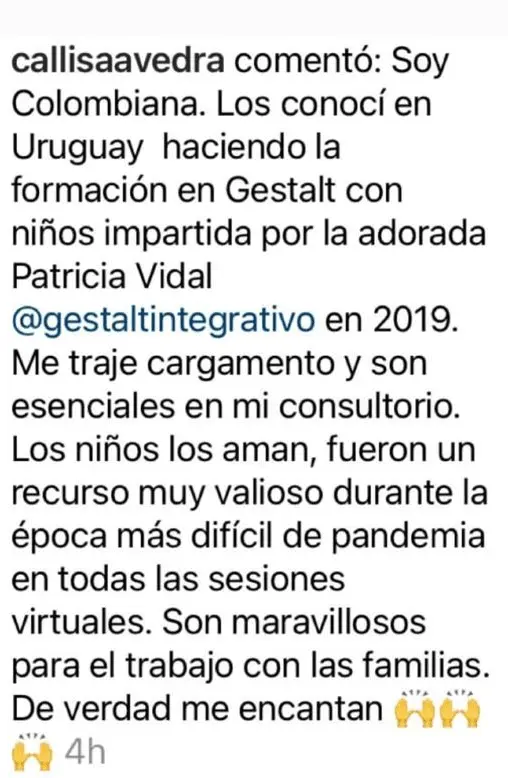 callisaavedra comentó: Soy
Colombiana. Los conocí en
Uruguay  haciendo la
formación en Gestalt con
niños impartida por la adorada
Patricia Vidal
@gestaltintegrativo en 2019.
Me traje cargamento y son
esenciales en mi consultorio.
Los niños los aman, fueron un
recurso muy valioso durante la
época más difícil de pandemia
en todas las sesiones
virtuales. Son maravillosos
para el trabajo con las familias.
De verdad me encantan 🙌🙌
🙌 4h